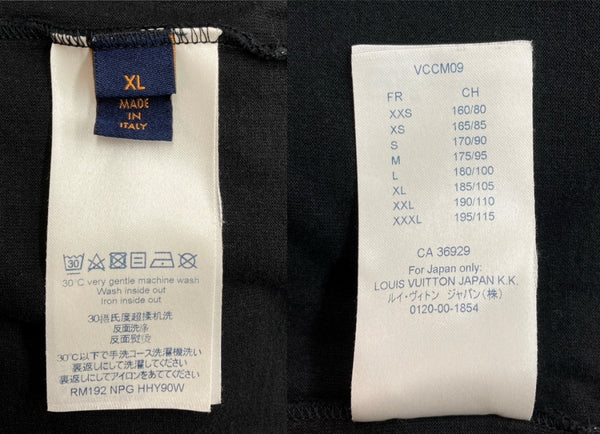 XL
MADE
IN
ITALY
30
30°C very gentle machine wash
Wash inside out
Iron inside out
30摄氏度超揉机洗
反面洗涤
反面熨烫
30℃以下で手洗コース洗濯機洗い
裏返しにして洗濯してください
裏返しにしてアイロンをあててください
RM192 NPG HHY90W
VCCM09
FR CH
XXS 160/80
XS 165/85
S 170/90
M 175/95
L 180/100
XL 185/105
XXL 190/110
XXXL 195/115
CA 36929
For Japan only:
LOUIS VUITTON JAPAN K.K.
ルイ・ヴィトン ジャパン(株)
0120-00-1854